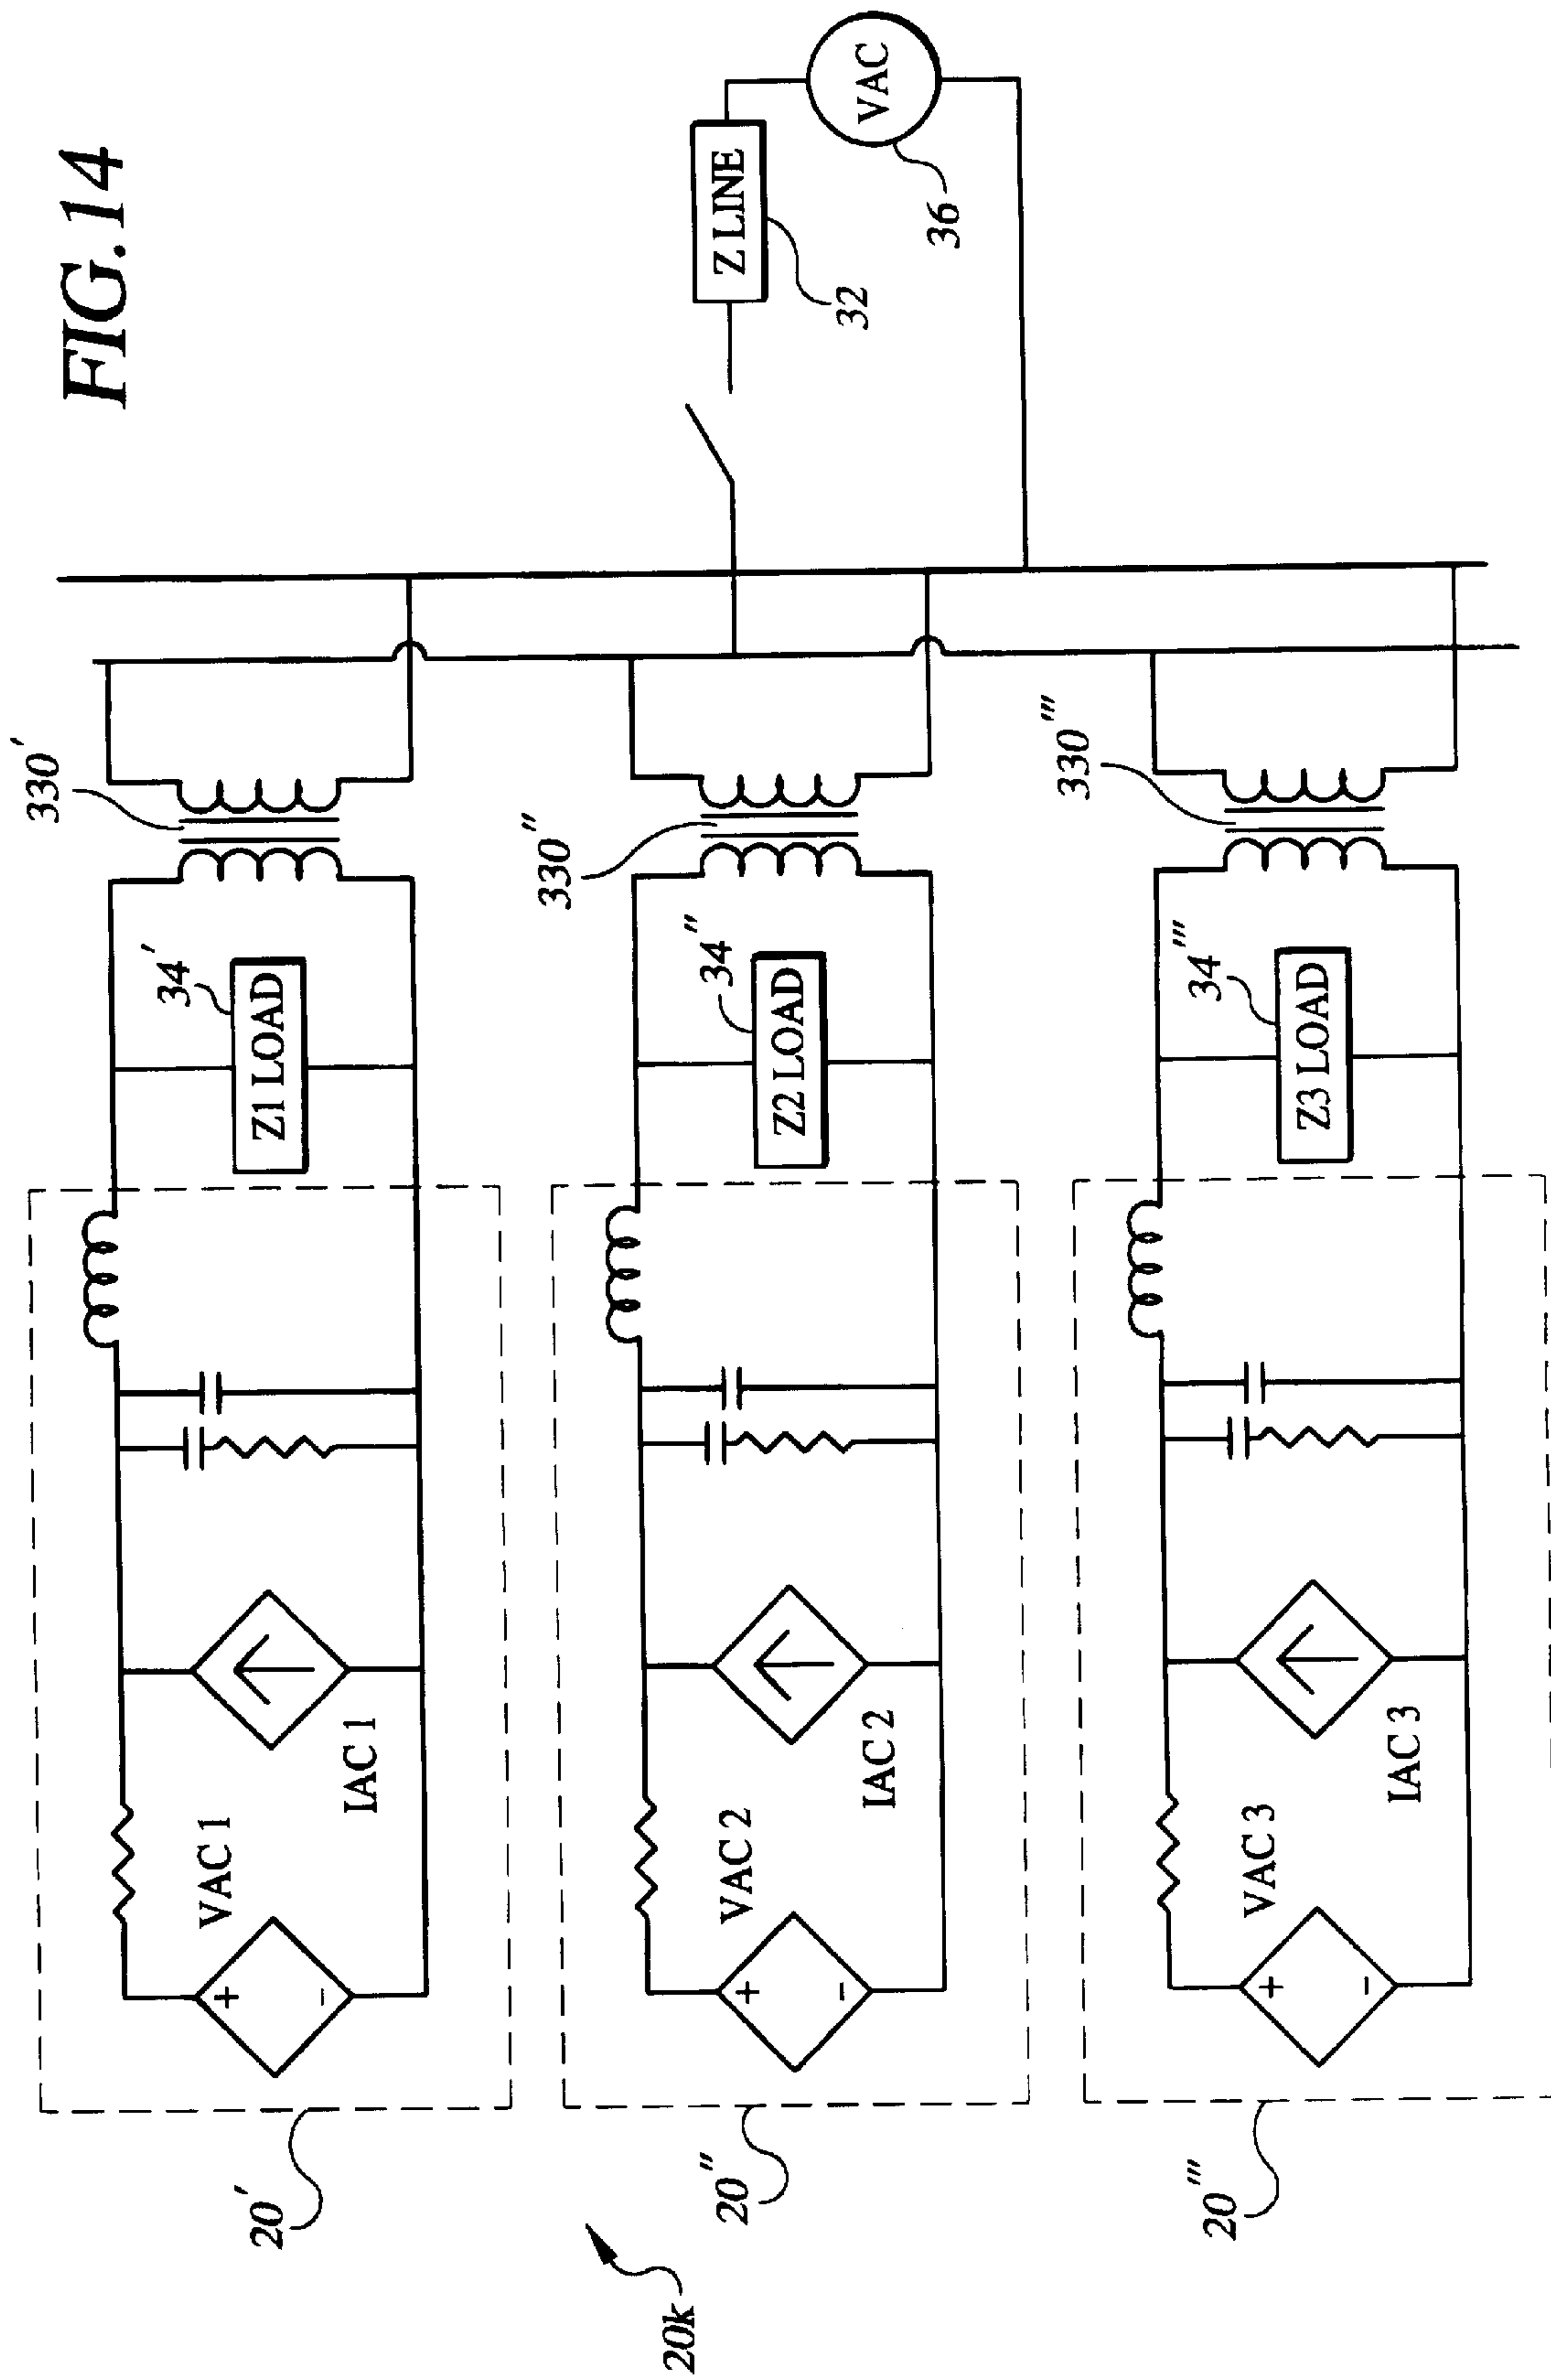 FIG.14
20k
20'
VAC 1
IAC 1
Z1 LOAD
34'
330'
20''
VAC 2
IAC 2
Z2 LOAD
34''
330''
20'''
VAC 3
IAC 3
Z3 LOAD
34'''
330'''
Z LINE
32
VAC
36
+
-
+
-
+
-